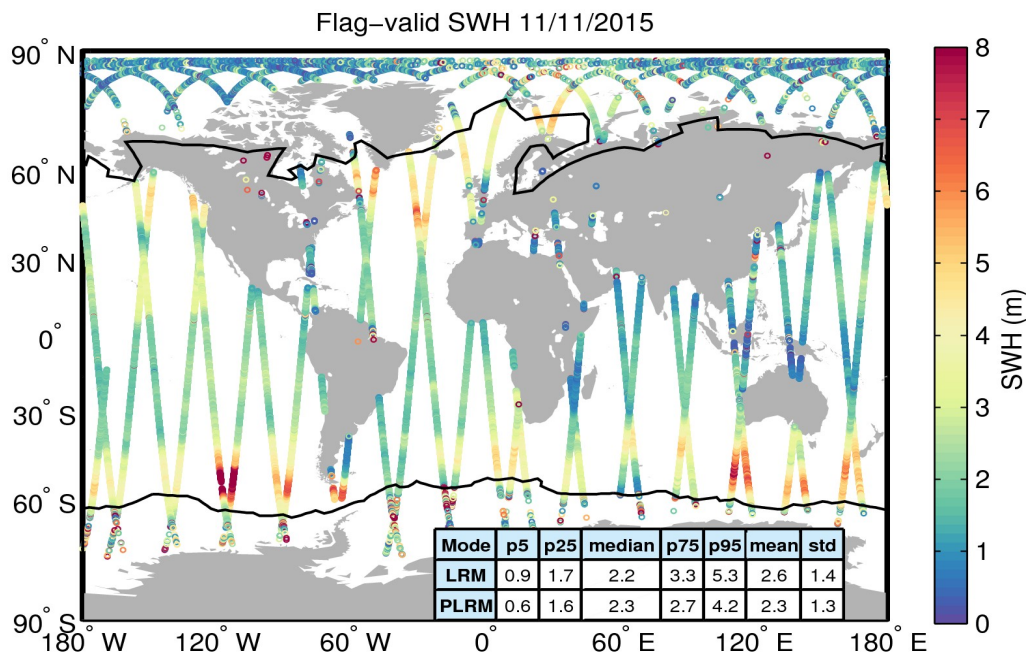 Flag-valid SWH 11/11/2015
90° N
60° N
30° N
0°
30° S
60° S
90° S
180° W
120° W
60° W
0°
60° E
120° E
180° E
Mode p5 p25 median p75 p95 mean std
LRM 0.9 1.7 2.2 3.3 5.3 2.6 1.4
PLRM 0.6 1.6 2.3 2.7 4.2 2.3 1.3
8
7
6
5
4
3
2
1
0
SWH (m)